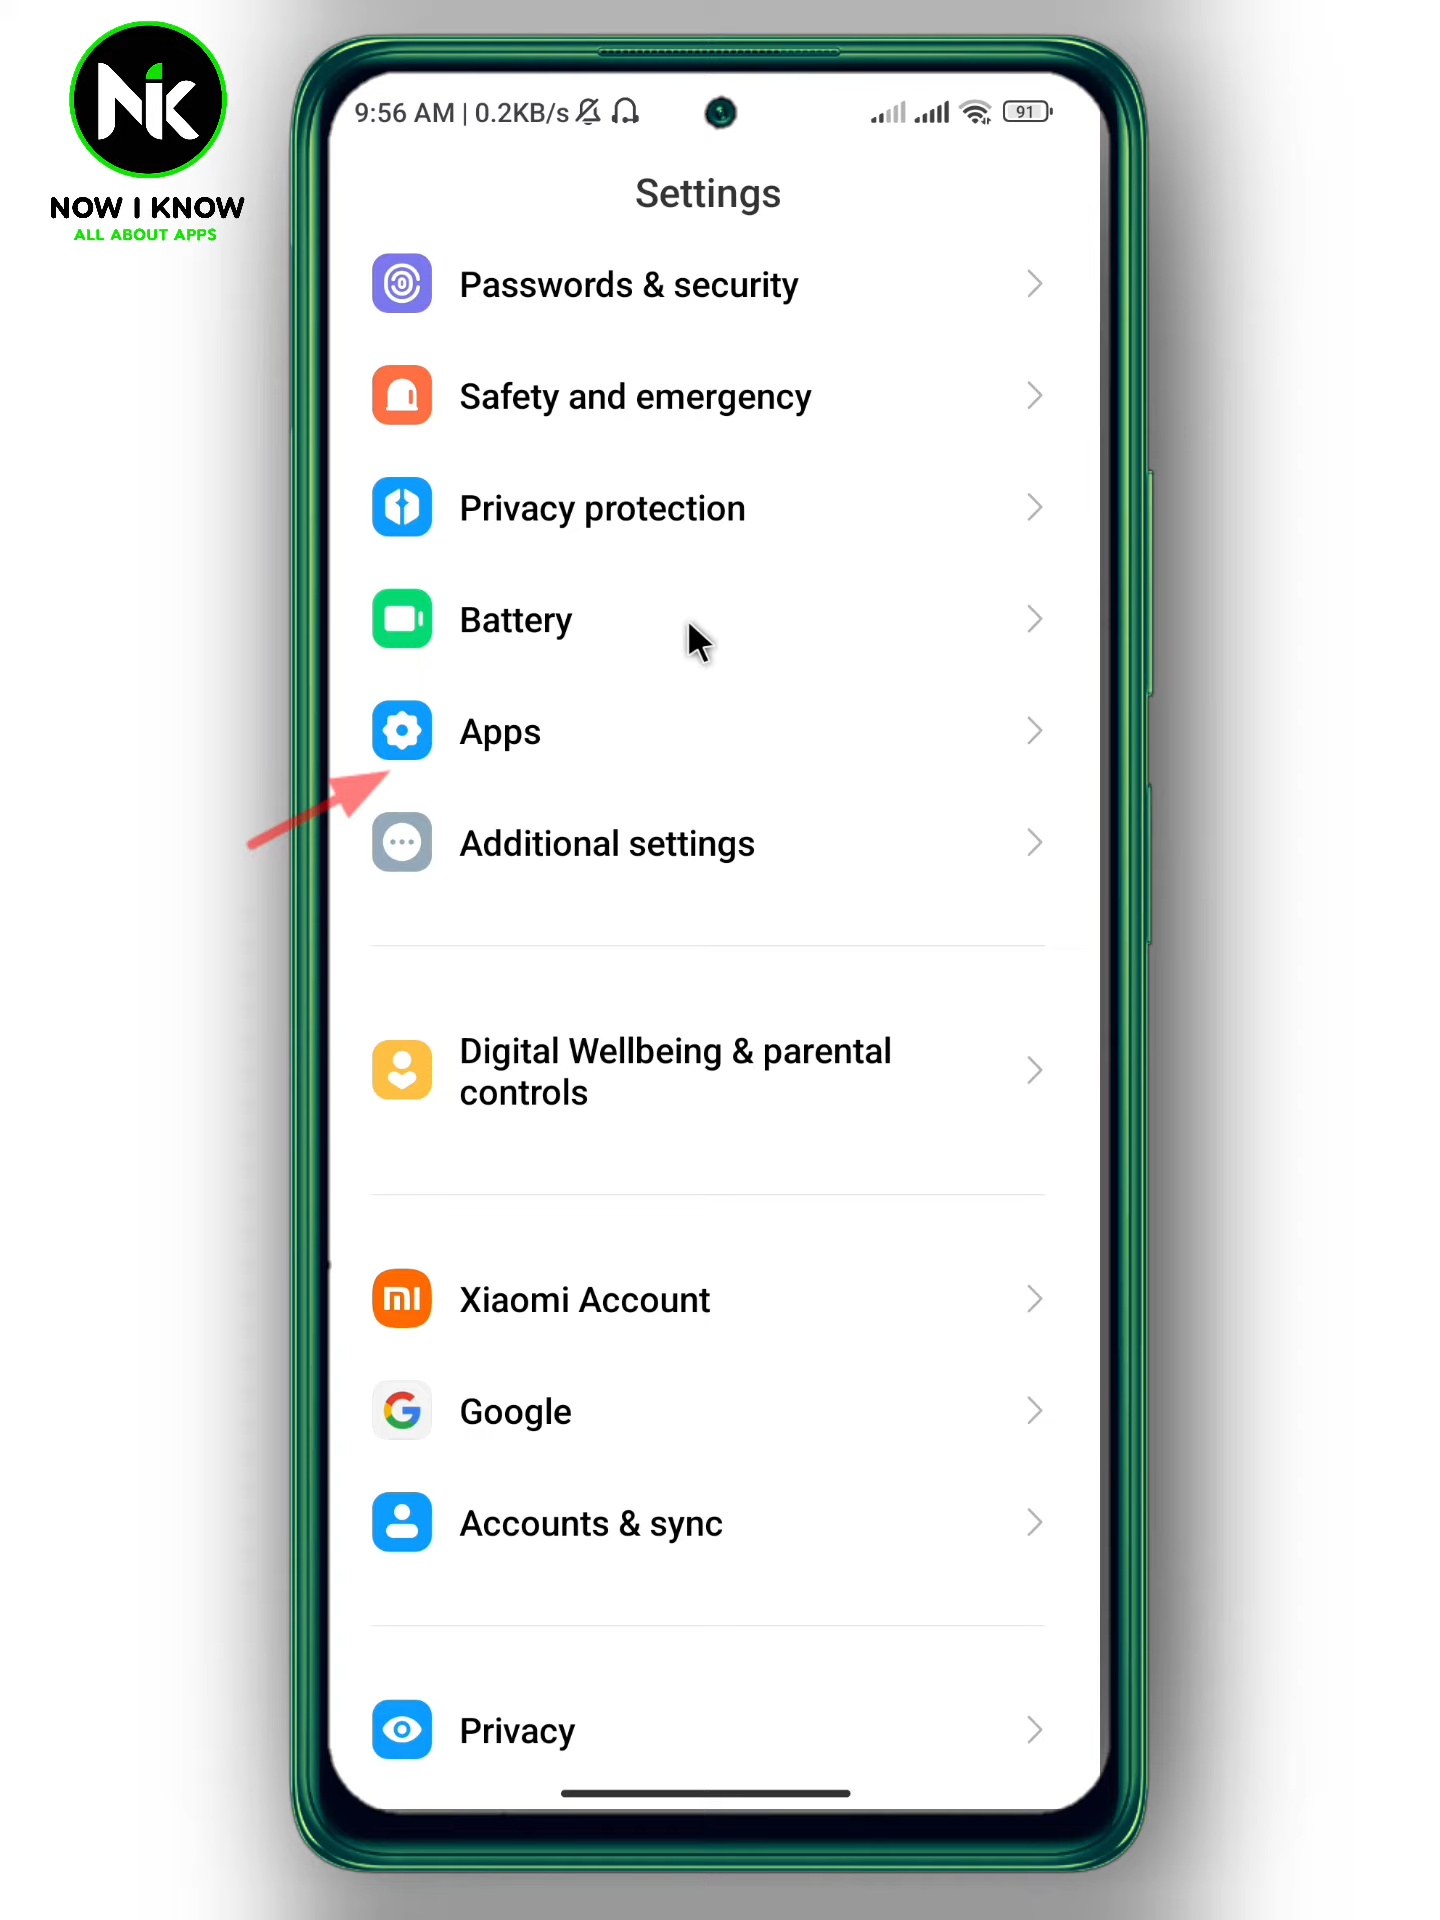 NiK
NOW I KNOW
ALL ABOUT APPS
9:56 AM | 0.2KB/s
91
Settings
Passwords & security
Safety and emergency
Privacy protection
Battery
Apps
Additional settings
Digital Wellbeing & parental
controls
Xiaomi Account
Google
Accounts & sync
Privacy